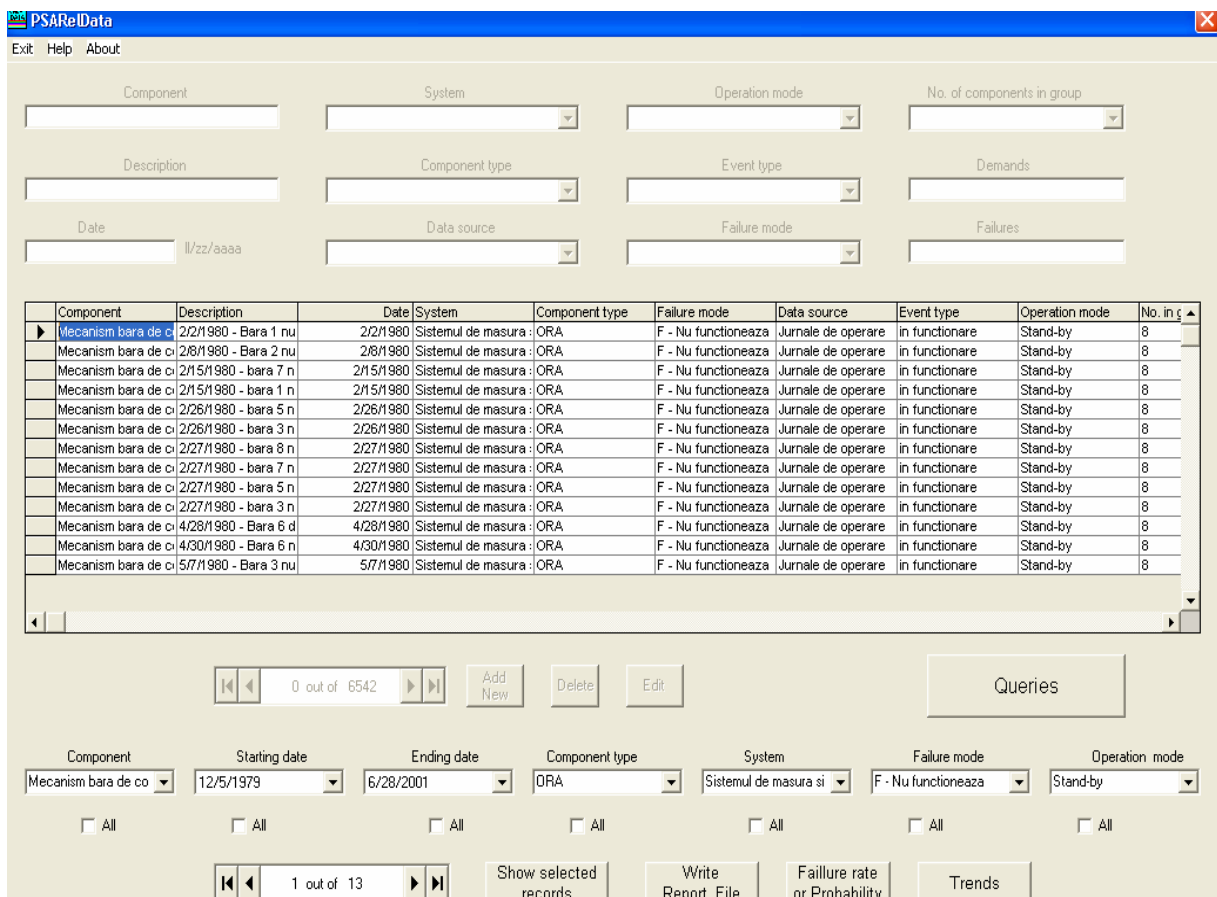 PSARelData
Exit Help About
Component System Operation mode No. of components in group
Description Component type Event type Demands
Date Data source Failure mode Failures
ll/zz/aaaa
Component Description Date System Component type Failure mode Data source Event type Operation mode No. in g
Mecanism bara de co 2/2/1980 - Bara 1 nu 2/2/1980 Sistemul de masura s ORA F - Nu functioneaza Jurnale de operare in functionare Stand-by 8
Mecanism bara de co 2/8/1980 - Bara 2 nu 2/8/1980 Sistemul de masura s ORA F - Nu functioneaza Jurnale de operare in functionare Stand-by 8
Mecanism bara de co 2/15/1980 - bara 7 n 2/15/1980 Sistemul de masura s ORA F - Nu functioneaza Jurnale de operare in functionare Stand-by 8
Mecanism bara de co 2/15/1980 - bara 1 n 2/15/1980 Sistemul de masura s ORA F - Nu functioneaza Jurnale de operare in functionare Stand-by 8
Mecanism bara de co 2/26/1980 - bara 5 n 2/26/1980 Sistemul de masura s ORA F - Nu functioneaza Jurnale de operare in functionare Stand-by 8
Mecanism bara de co 2/26/1980 - bara 3 n 2/26/1980 Sistemul de masura s ORA F - Nu functioneaza Jurnale de operare in functionare Stand-by 8
Mecanism bara de co 2/27/1980 - bara 8 n 2/27/1980 Sistemul de masura s ORA F - Nu functioneaza Jurnale de operare in functionare Stand-by 8
Mecanism bara de co 2/27/1980 - bara 7 n 2/27/1980 Sistemul de masura s ORA F - Nu functioneaza Jurnale de operare in functionare Stand-by 8
Mecanism bara de co 2/27/1980 - bara 5 n 2/27/1980 Sistemul de masura s ORA F - Nu functioneaza Jurnale de operare in functionare Stand-by 8
Mecanism bara de co 2/27/1980 - bara 3 n 2/27/1980 Sistemul de masura s ORA F - Nu functioneaza Jurnale de operare in functionare Stand-by 8
Mecanism bara de co 4/28/1980 - Bara 6 d 4/28/1980 Sistemul de masura s ORA F - Nu functioneaza Jurnale de operare in functionare Stand-by 8
Mecanism bara de co 4/30/1980 - Bara 6 n 4/30/1980 Sistemul de masura s ORA F - Nu functioneaza Jurnale de operare in functionare Stand-by 8
Mecanism bara de co 5/7/1980 - Bara 3 nu 5/7/1980 Sistemul de masura s ORA F - Nu functioneaza Jurnale de operare in functionare Stand-by 8
0 out of 6542 Add New Delete Edit Queries
Component Starting date Ending date Component type System Failure mode Operation mode
Mecanism bara de co 12/5/1979 6/28/2001 ORA Sistemul de masura si F - Nu functioneaza Stand-by
All All All All All All All
1 out of 13 Show selected records Write Report File Faillure rate or Probability Trends